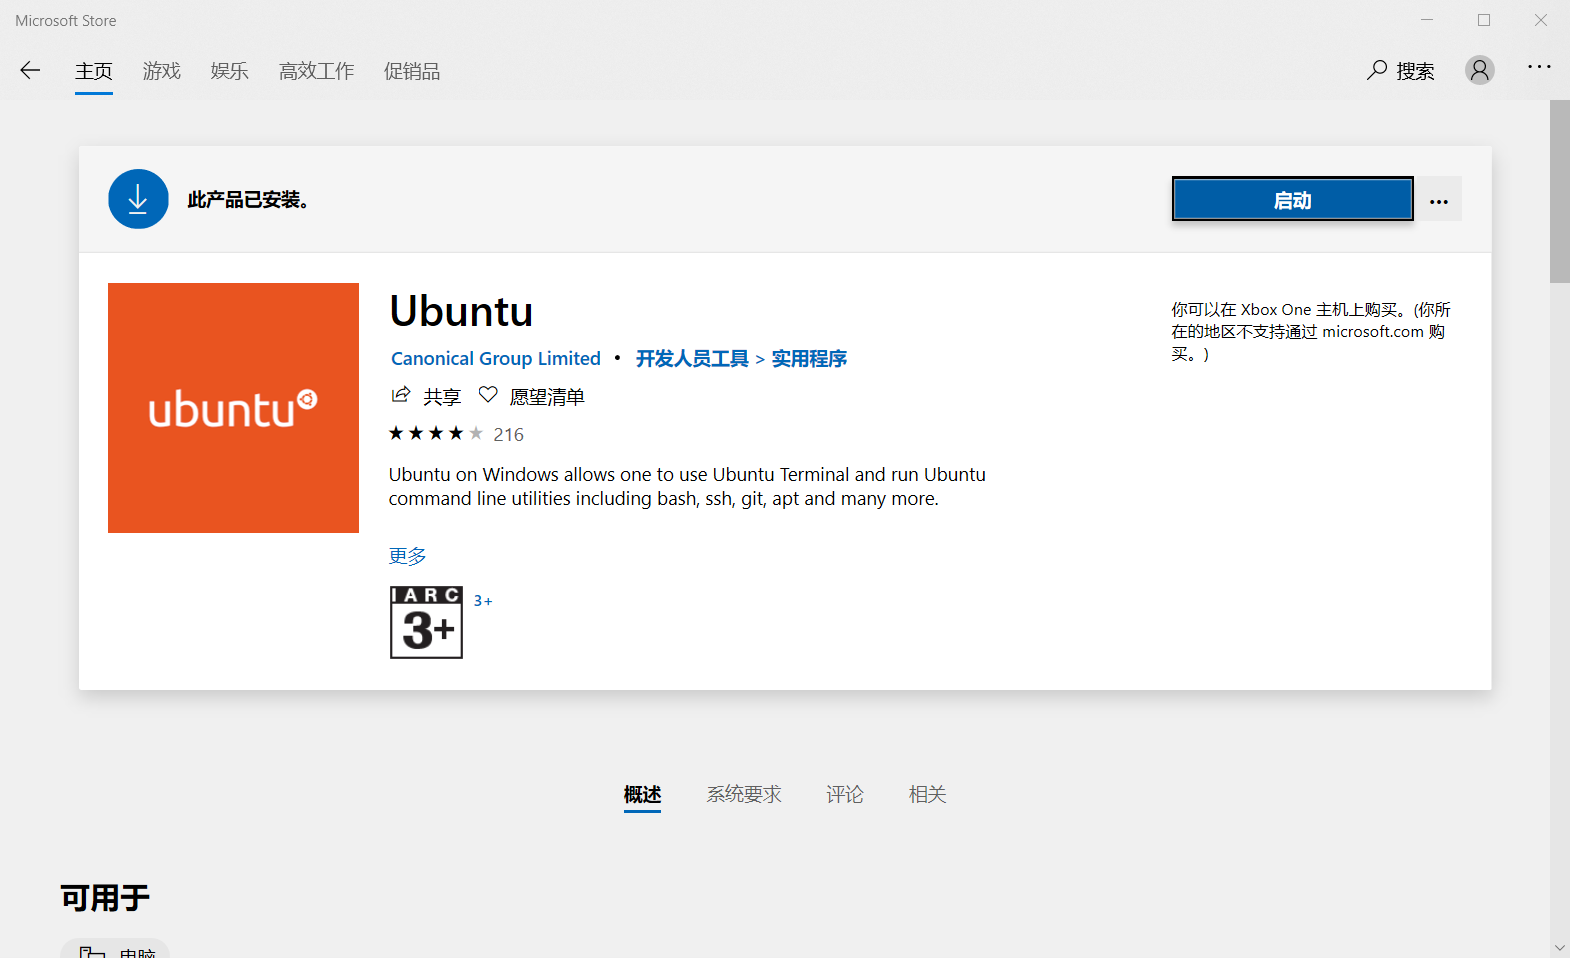 Microsoft Store
主页
游戏
娱乐
高效工作
促销品
搜索
此产品已安装。
启动
ubuntu
Ubuntu
Canonical Group Limited • 开发人员工具 > 实用程序
共享
愿望清单
216
Ubuntu on Windows allows one to use Ubuntu Terminal and run Ubuntu
command line utilities including bash, ssh, git, apt and many more.
更多
IARC
3+
3+
你可以在 Xbox One 主机上购买。(你所
在的地区不支持通过 microsoft.com 购
买。)
概述
系统要求
评论
相关
可用于
电脑